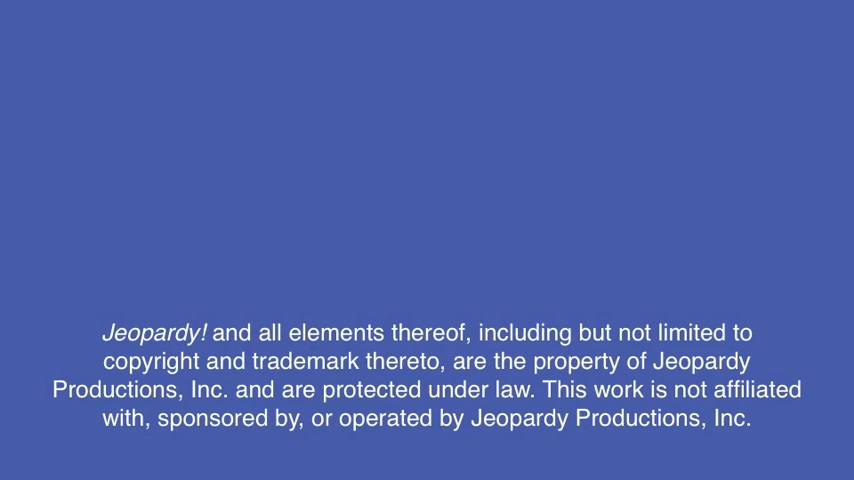 Jeopardy! and all elements thereof, including but not limited to
copyright and trademark thereto, are the property of Jeopardy
Productions, Inc. and are protected under law. This work is not affiliated
with, sponsored by, or operated by Jeopardy Productions, Inc.